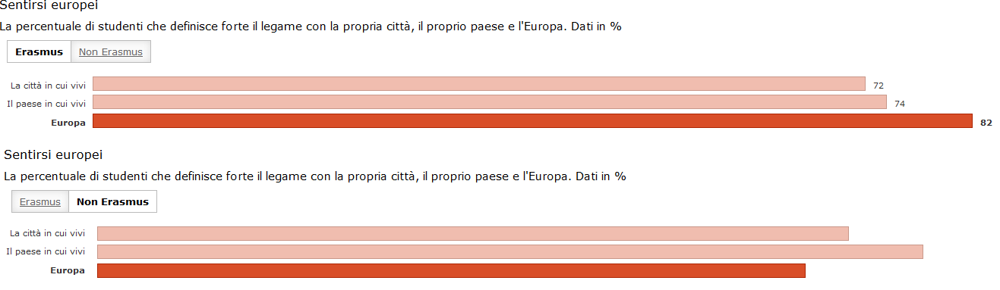 Sentirsi europei
La percentuale di studenti che definisce forte il legame con la propria città, il proprio paese e l'Europa. Dati in %
Erasmus Non Erasmus
La città in cui vivi 72
Il paese in cui vivi 74
Europa 82
Sentirsi europei
La percentuale di studenti che definisce forte il legame con la propria città, il proprio paese e l'Europa. Dati in %
Erasmus Non Erasmus
La città in cui vivi
Il paese in cui vivi
Europa